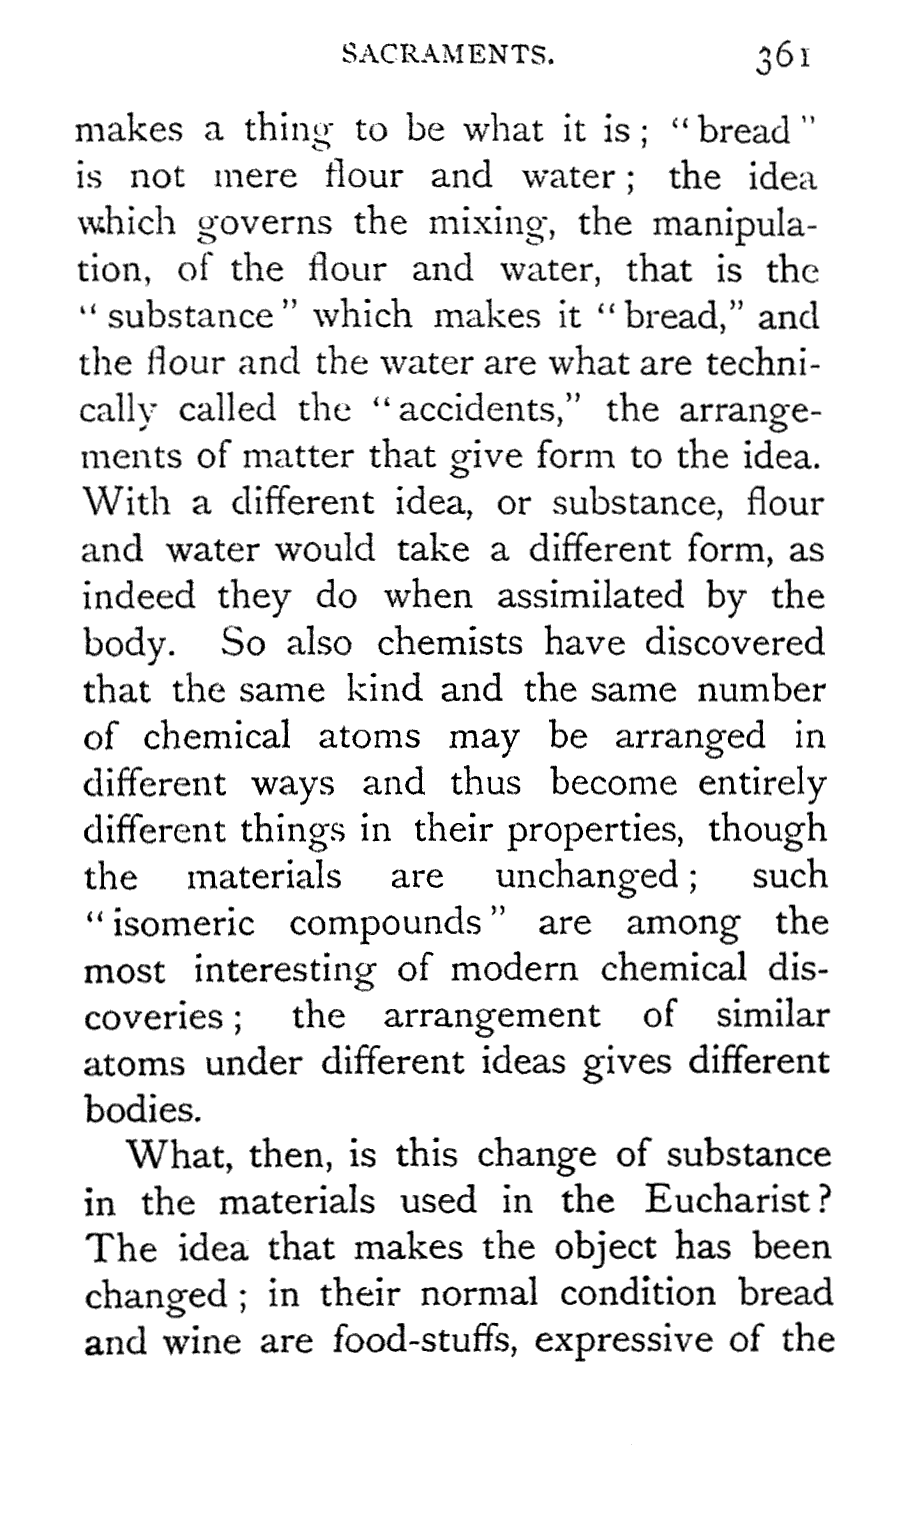 SACRAMENTS. 361
makes a thing to be what it is ; " bread "
is not mere flour and water ; the idea
which governs the mixing, the manipula-
tion, of the flour and water, that is the
" substance " which makes it " bread," and
the flour and the water are what are techni-
cally called the " accidents," the arrange-
ments of matter that give form to the idea.
With a different idea, or substance, flour
and water would take a different form, as
indeed they do when assimilated by the
body. So also chemists have discovered
that the same kind and the same number
of chemical atoms may be arranged in
different ways and thus become entirely
different things in their properties, though
the materials are unchanged ; such
" isomeric compounds " are among the
most interesting of modern chemical dis-
coveries ; the arrangement of similar
atoms under different ideas gives different
bodies.
What, then, is this change of substance
in the materials used in the Eucharist ?
The idea that makes the object has been
changed ; in their normal condition bread
and wine are food-stuffs, expressive of the